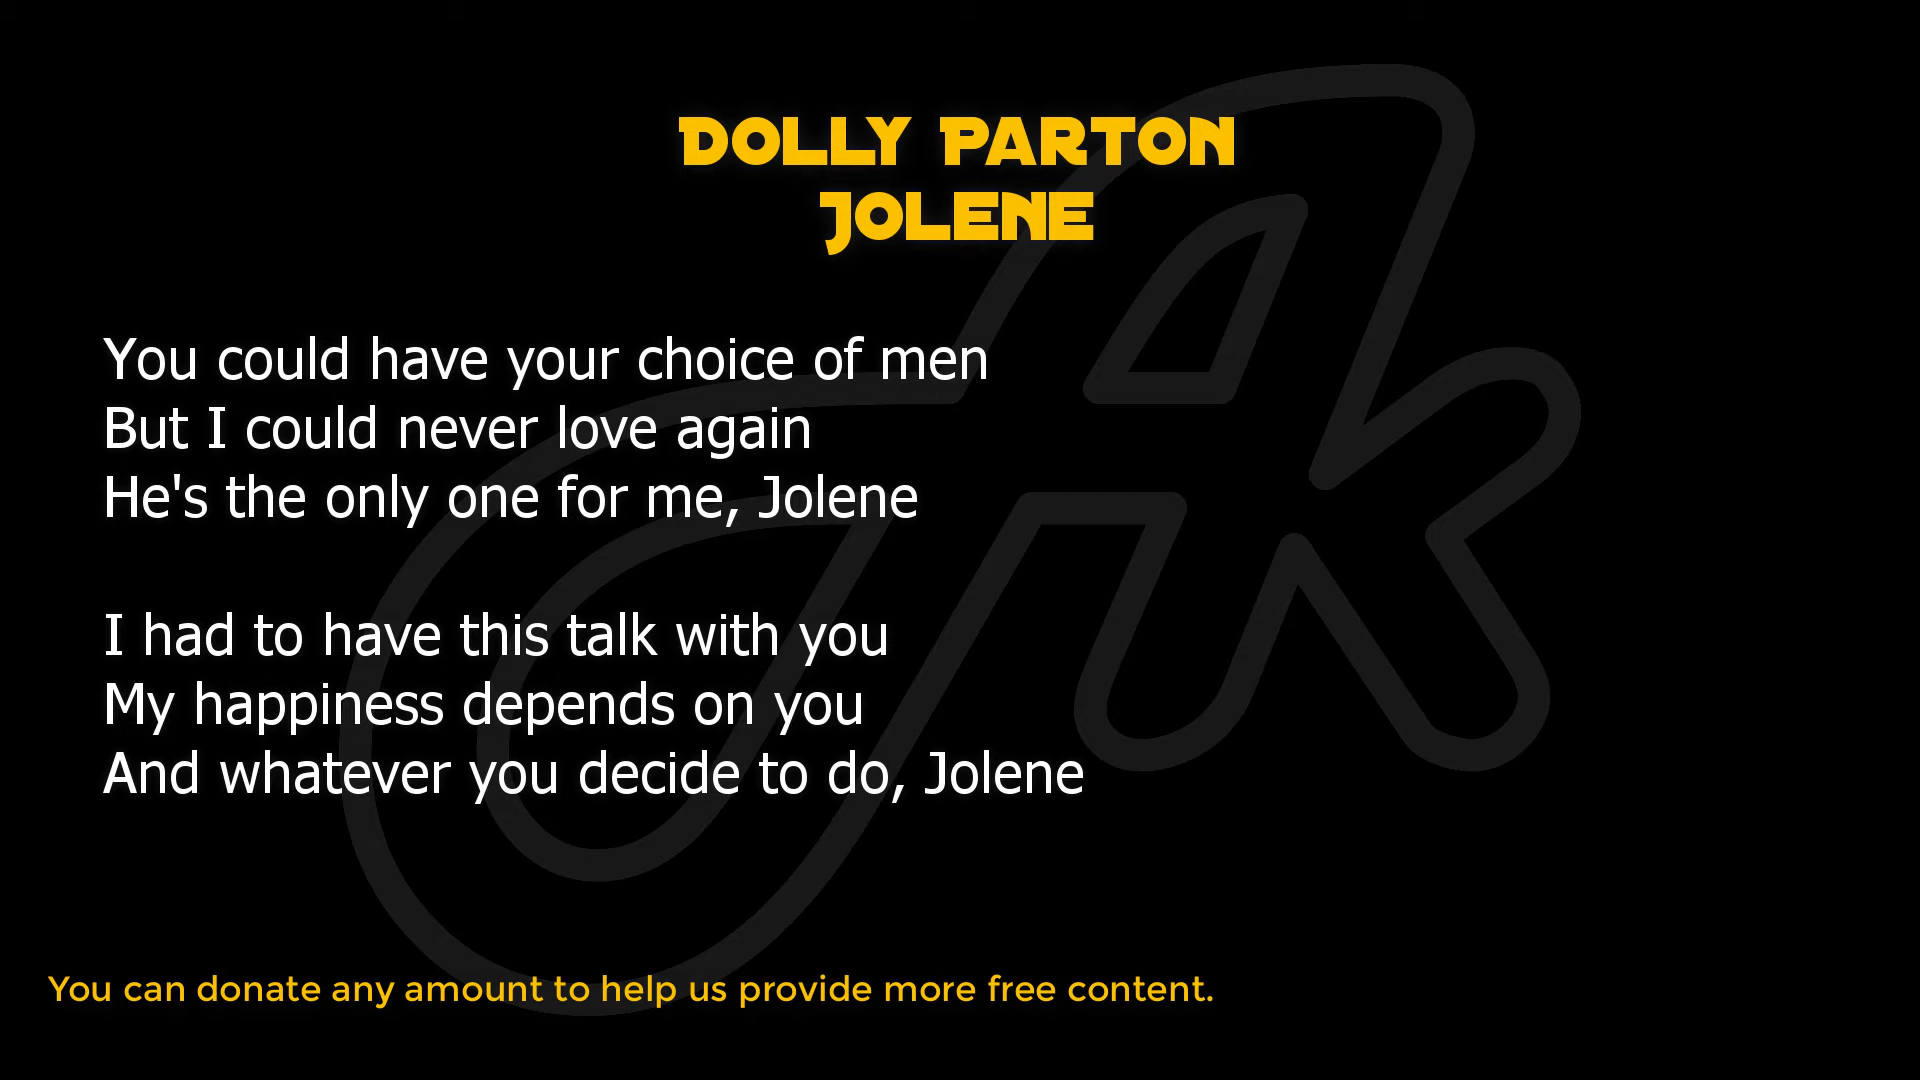 Dolly Parton
Jolene
You could have your choice of men
But I could never love again
He's the only one for me, Jolene
I had to have this talk with you
My happiness depends on you
And whatever you decide to do, Jolene
You can donate any amount to help us provide more free content.